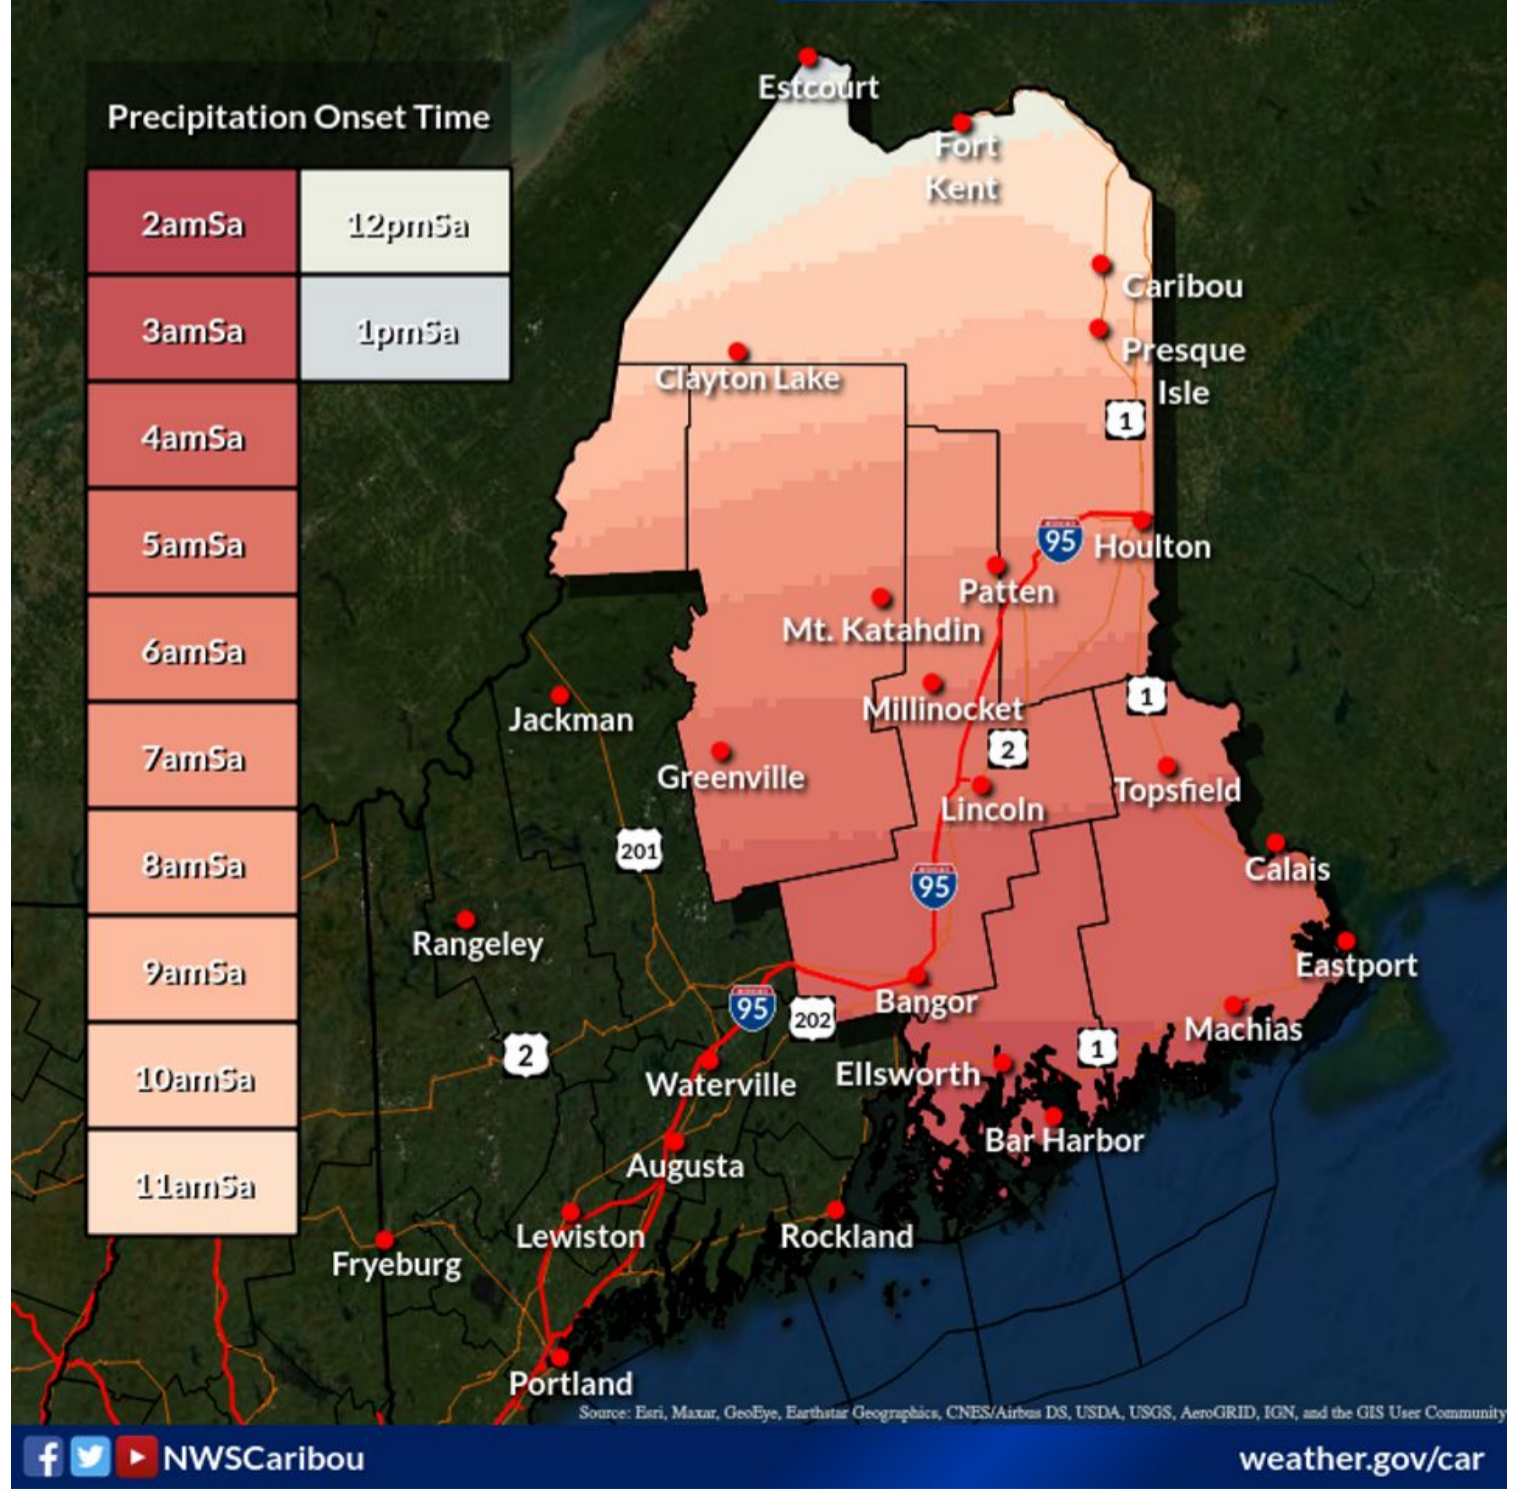 Precipitation Onset Time
2amSa
12pmSa
3amSa
1pmSa
4amSa
5amSa
6amSa
7amSa
8amSa
9amSa
10amSa
11amSa
Estcourt
Fort
Kent
Caribou
Presque
Isle
Clayton Lake
1
95
Houlton
Patten
Mt. Katahdin
1
Millinocket
Jackman
2
Greenville
Topsfield
Lincoln
201
Calais
95
Rangeley
Eastport
Bangor
95
202
Machias
2
1
Ellsworth
Waterville
Bar Harbor
Augusta
Lewiston
Rockland
Fryeburg
Portland
Source: Esri, Maxar, GeoEye, Earthstar Geographics, CNES/Airbus DS, USDA, USGS, AeroGRID, IGN, and the GIS User Community
NWSCaribou
weather.gov/car